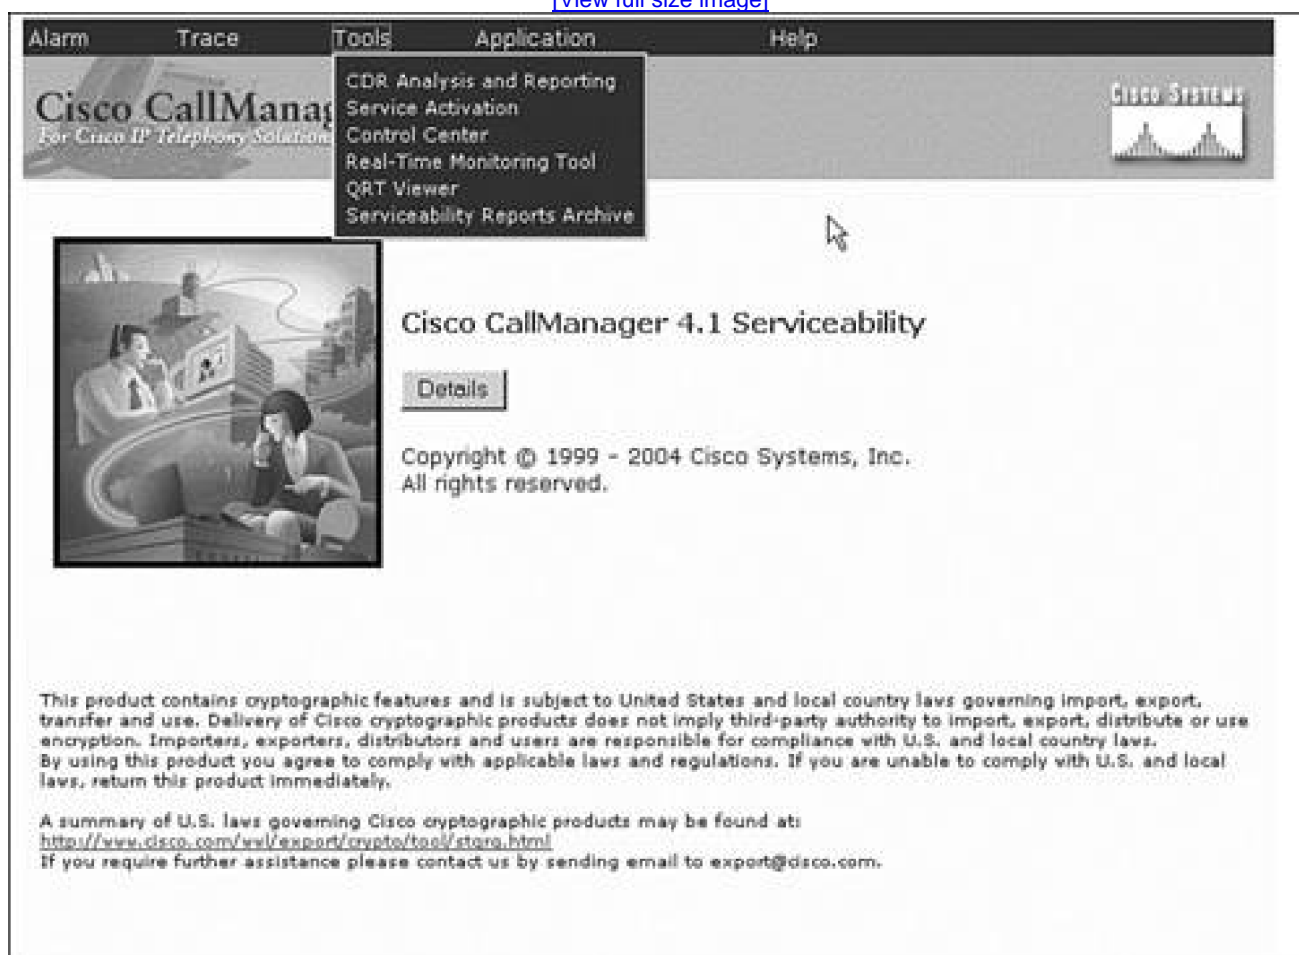 [View full size image]
Alarm Trace Tools Application Help
CDR Analysis and Reporting
Service Activation
Control Center
Real-Time Monitoring Tool
QRT Viewer
Serviceability Reports Archive
Cisco CallManag
For Cisco IP Telephony Solution
CISCO SYSTEMS
Cisco CallManager 4.1 Serviceability
Details
Copyright © 1999 - 2004 Cisco Systems, Inc.
All rights reserved.
This product contains cryptographic features and is subject to United States and local country laws governing import, export,
transfer and use. Delivery of Cisco cryptographic products does not imply third-party authority to import, export, distribute or use
encryption. Importers, exporters, distributors and users are responsible for compliance with U.S. and local country laws.
By using this product you agree to comply with applicable laws and regulations. If you are unable to comply with U.S. and local
laws, return this product immediately.
A summary of U.S. laws governing Cisco cryptographic products may be found at:
http://www.cisco.com/wwl/export/crypto/tool/stqrg.html
If you require further assistance please contact us by sending email to export@cisco.com.